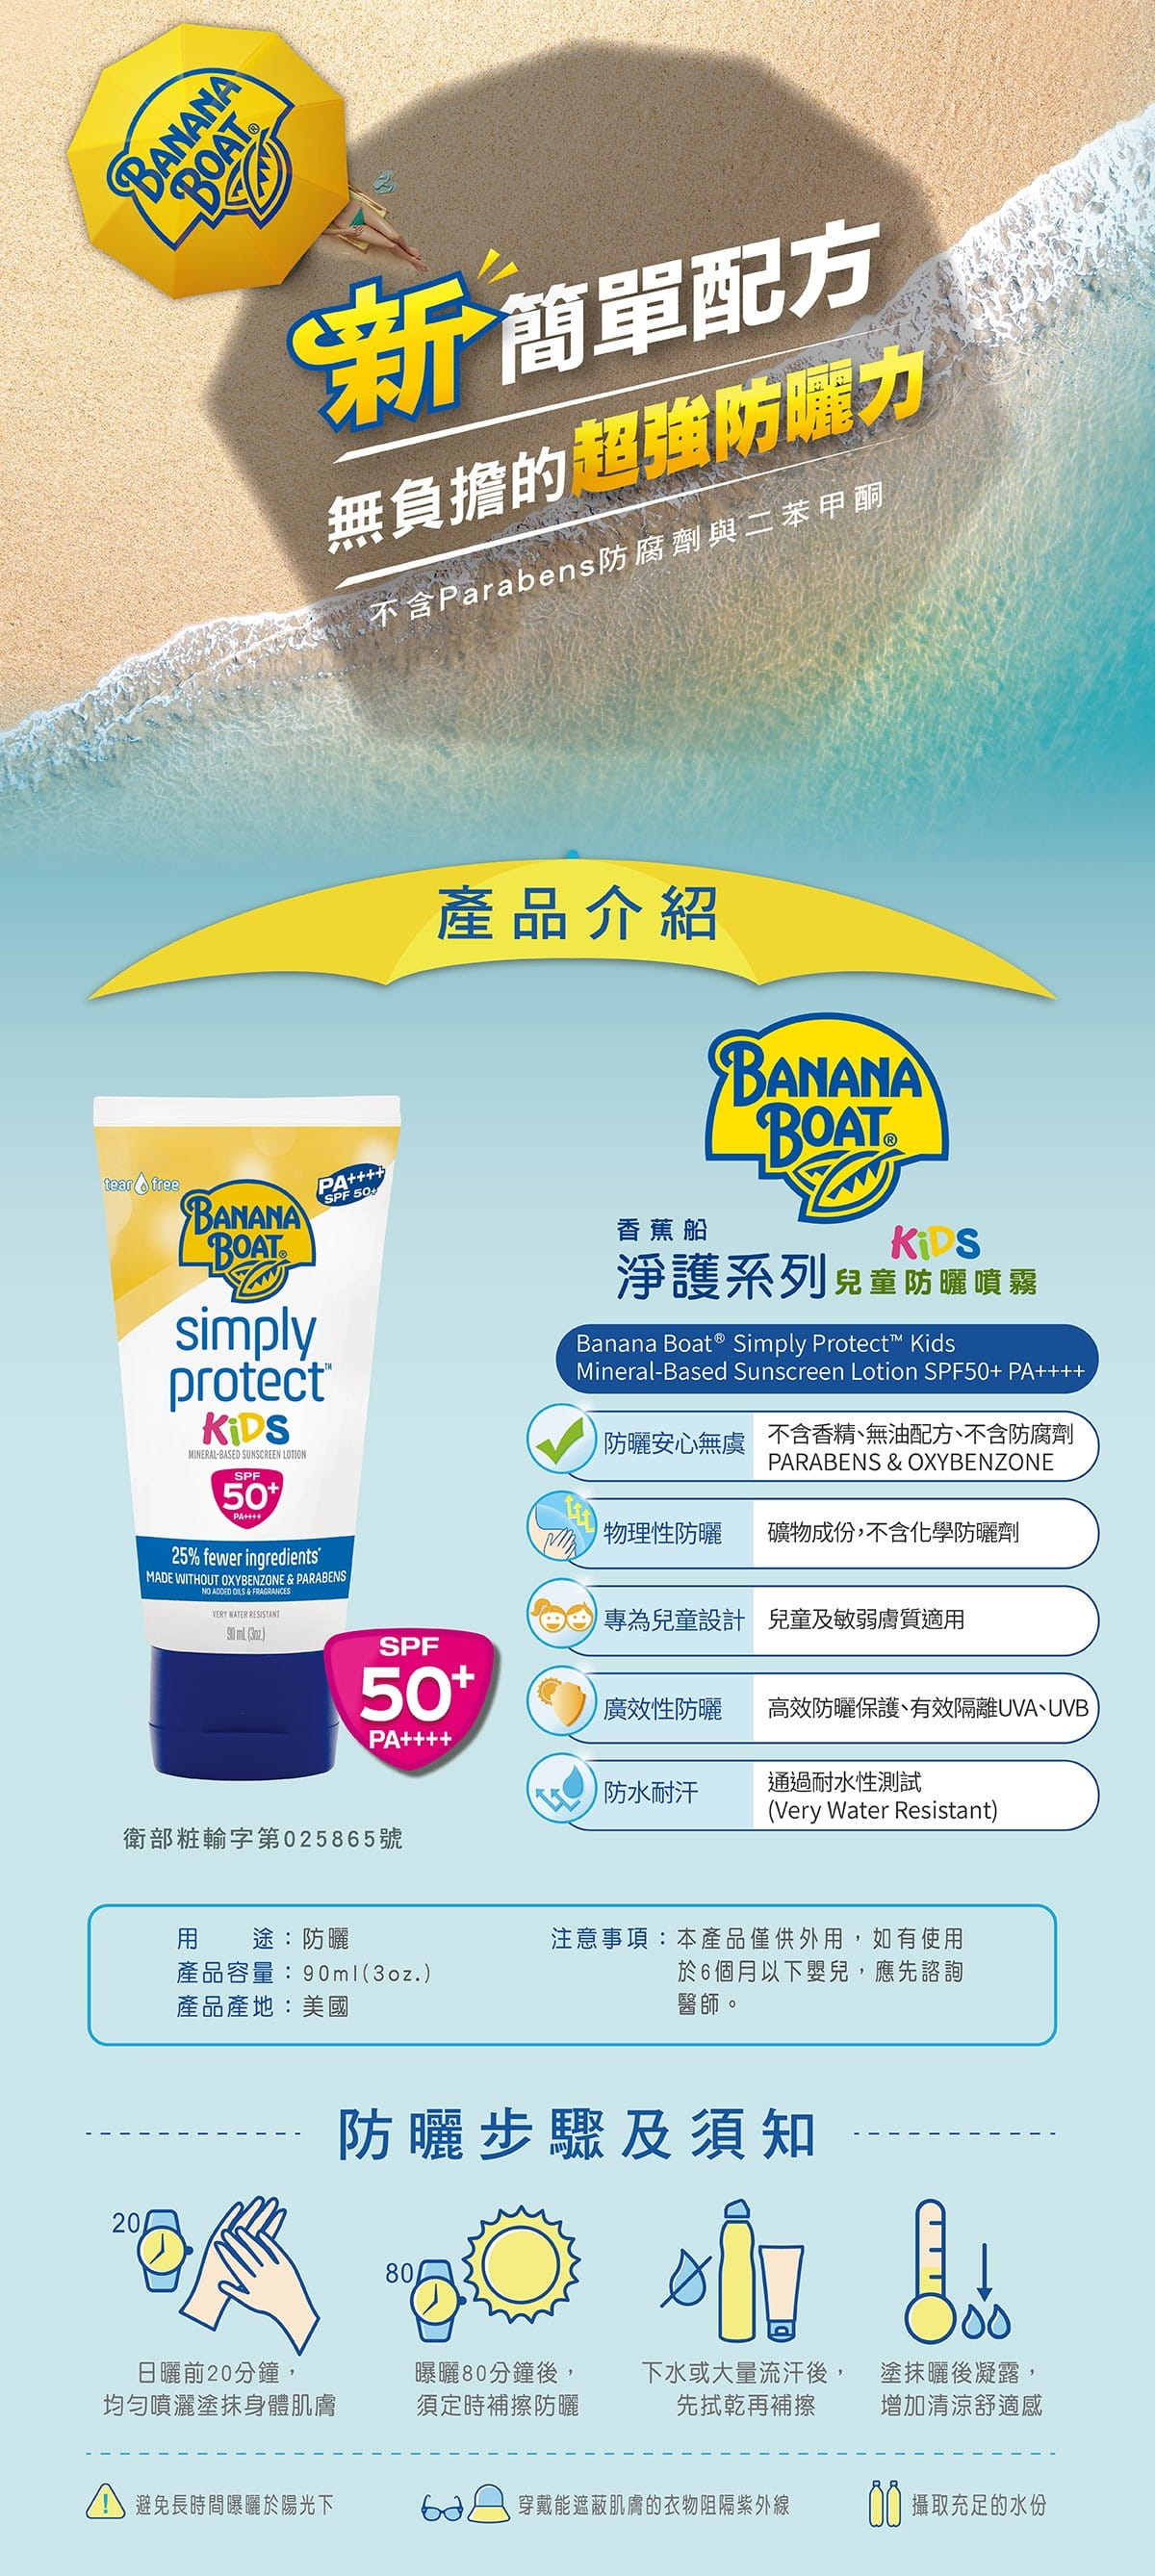 BANANA
BOAT®
新簡單配方
無負擔的超強防曬力
不含Parabens防腐劑與二苯甲酮
產品介紹
BANANA
BOAT®
香蕉船
淨護系列 KiDS 兒童防曬噴霧
Banana Boat® Simply Protect™ Kids
Mineral-Based Sunscreen Lotion SPF50+ PA++++
防曬安心無虞 不含香精、無油配方、不含防腐劑
PARABENS & OXYBENZONE
物理性防曬 礦物成份，不含化學防曬劑
專為兒童設計 兒童及敏弱膚質適用
廣效性防曬 高效防曬保護、有效隔離UVA、UVB
防水耐汗 通過耐水性測試
(Very Water Resistant)
tear free
PA++++
SPF 50+
BANANA
BOAT®
simply
protect™
KiDS
MINERAL-BASED SUNSCREEN LOTION
SPF
50+
PA++++
25% fewer ingredients*
MADE WITHOUT OXYBENZONE & PARABENS
NO ADDED OILS & FRAGRANCES
VERY WATER RESISTANT
90 mL (3oz.)
SPF
50+
PA++++
衛部粧輸字第025865號
用　　途：防曬
產品容量：90ml(3oz.)
產品產地：美國
注意事項：本產品僅供外用，如有使用
於6個月以下嬰兒，應先諮詢
醫師。
防曬步驟及須知
20
80
日曬前20分鐘，
均勻噴灑塗抹身體肌膚
曝曬80分鐘後，
須定時補擦防曬
下水或大量流汗後，
先拭乾再補擦
塗抹曬後凝露，
增加清涼舒適感
避免長時間曝曬於陽光下
穿戴能遮蔽肌膚的衣物阻隔紫外線
攝取充足的水份